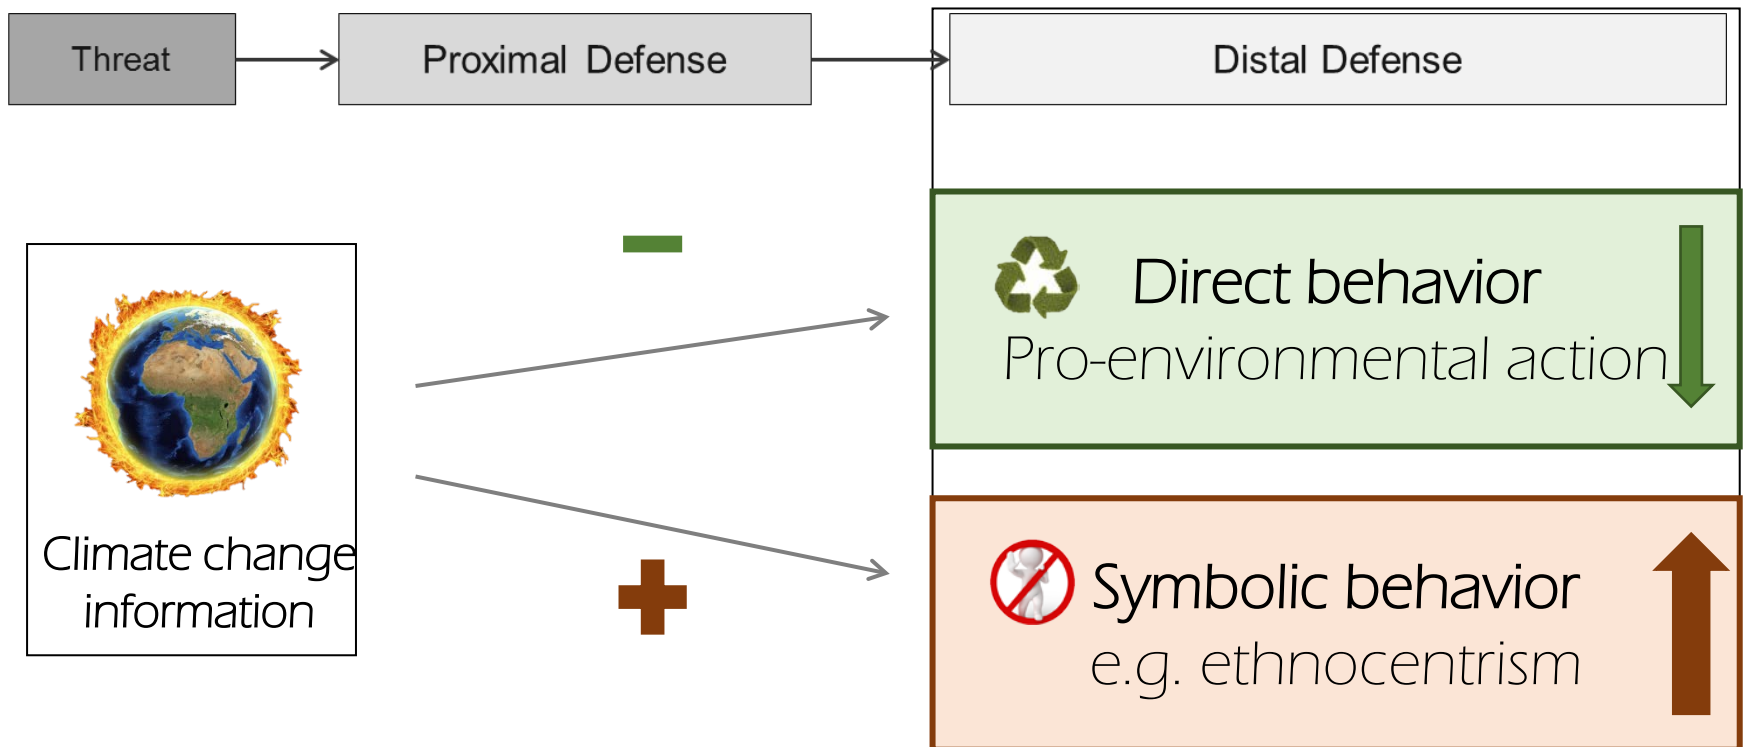 Threat
Proximal Defense
Distal Defense
Direct behavior
Pro-environmental action
Climate change
information
Symbolic behavior
e.g. ethnocentrism